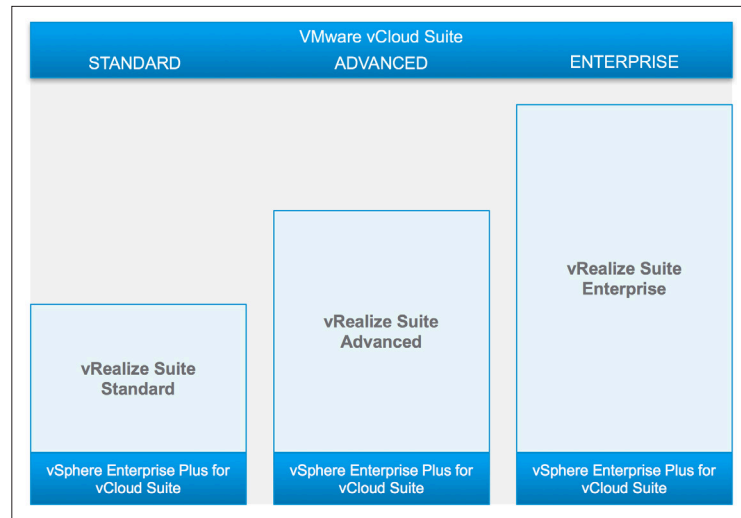 VMware vCloud Suite
STANDARD
ADVANCED
ENTERPRISE
vRealize Suite
Standard
vRealize Suite
Advanced
vRealize Suite
Enterprise
vSphere Enterprise Plus for
vCloud Suite
vSphere Enterprise Plus for
vCloud Suite
vSphere Enterprise Plus for
vCloud Suite